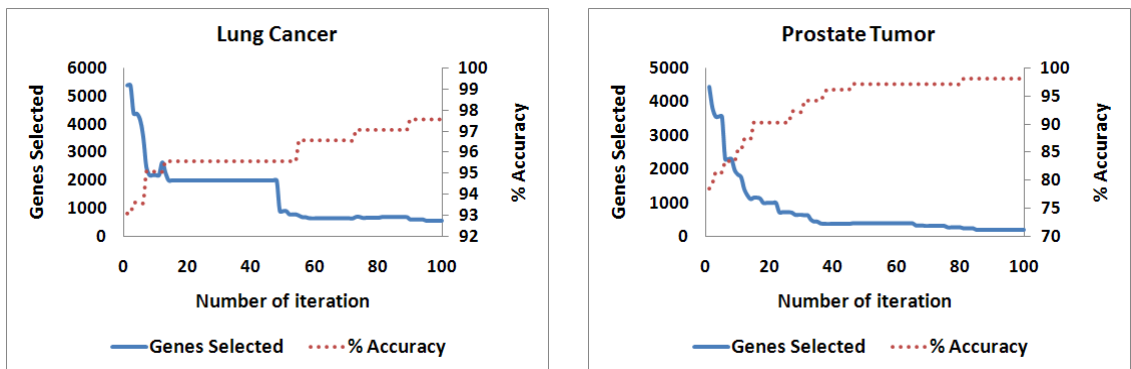 Lung Cancer
Genes Selected
6000
5000
4000
3000
2000
1000
0
100
99
98
97
96
95
94
93
92
% Accuracy
0 20 40 60 80 100
Number of iteration
Genes Selected % Accuracy
Prostate Tumor
Genes Selected
5000
4000
3000
2000
1000
0
100
95
90
85
80
75
70
% Accuracy
0 20 40 60 80 100
Number of iteration
Genes Selected % Accuracy